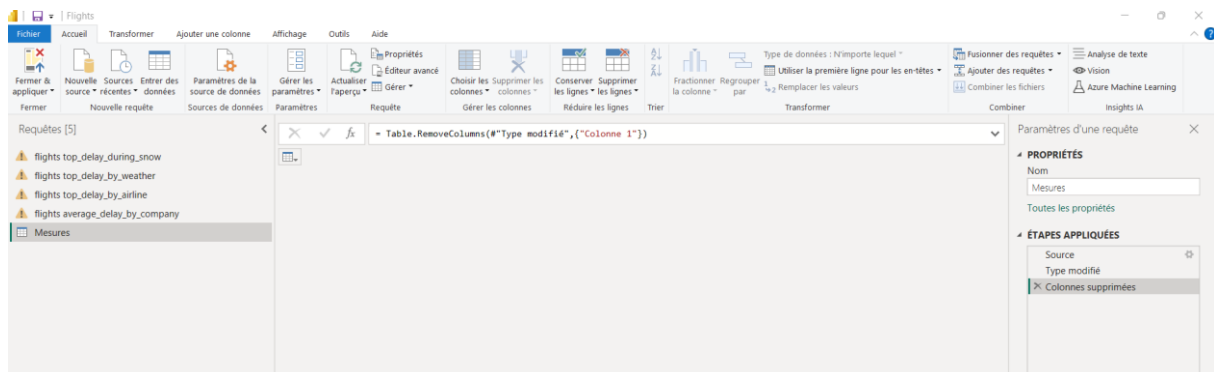 Flights
Fichier Accueil Transformer Ajouter une colonne Affichage Outils Aide
Fermer & appliquer
Nouvelle source
Sources récentes
Entrer des données
Paramètres de la source de données
Gérer les paramètres
Actualiser l'aperçu
Propriétés
Éditeur avancé
Gérer
Choisir les colonnes
Supprimer les colonnes
Conserver les lignes
Supprimer les lignes
Fractionner la colonne
Regrouper par
Type de données : N'importe lequel
Utiliser la première ligne pour les en-têtes
Remplacer les valeurs
Fusionner des requêtes
Ajouter des requêtes
Combiner les fichiers
Analyse de texte
Vision
Azure Machine Learning
Fermer Nouvelle requête Sources de données Paramètres Requête Gérer les colonnes Réduire les lignes Trier Transformer Combiner Insights IA
Requêtes [5]
flights top_delay_during_snow
flights top_delay_by_weather
flights top_delay_by_airline
flights average_delay_by_company
Mesures
fx = Table.RemoveColumns(#"Type modifié",{"Colonne 1"})
Paramètres d'une requête
PROPRIÉTÉS
Nom
Mesures
Toutes les propriétés
ÉTAPES APPLIQUÉES
Source
Type modifié
Colonnes supprimées